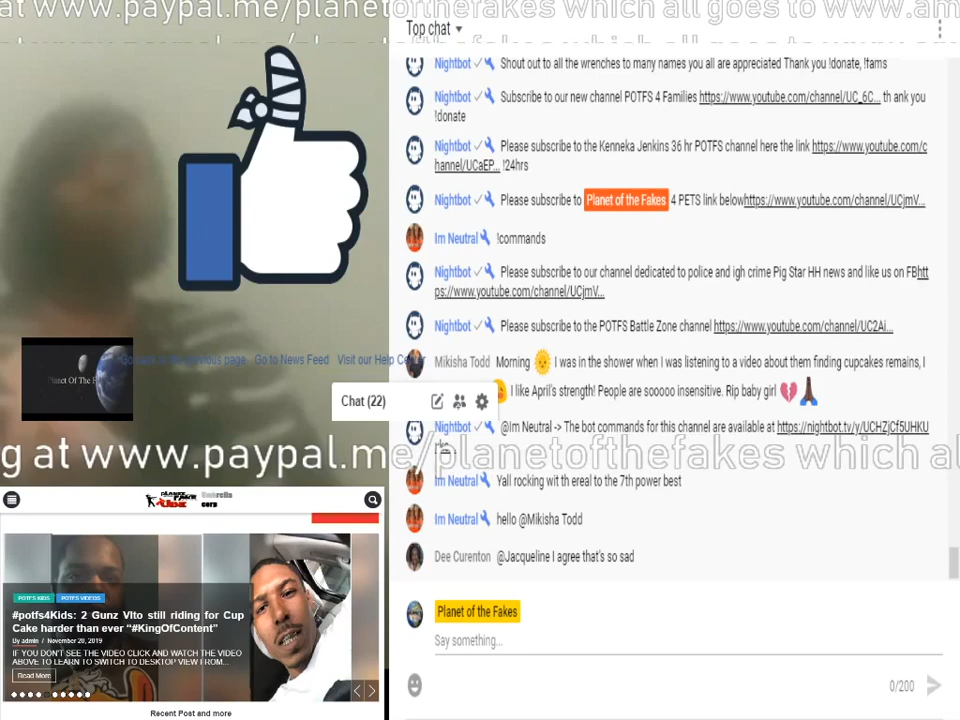 at www.paypal.me/planetofthefakes which all goes to www.am
Top chat
Nightbot Shout out to all the wrenches to many names you all are appreciated Thank you !donate, !fams
Nightbot Subscribe to our new channel POTFS 4 Families https://www.youtube.com/channel/UC_6C... th ank you
!donate
Nightbot Please subscribe to the Kenneka Jenkins 36 hr POTFS channel here the link https://www.youtube.com/c
hannel/UCaEP... !24hrs
Nightbot Please subscribe to Planet of the Fakes 4 PETS link belowhttps://www.youtube.com/channel/UCjmV...
Im Neutral !commands
Nightbot Please subscribe to our channel dedicated to police and igh crime Pig Star HH news and like us on FBhtt
ps://www.youtube.com/channel/UCjmV...
Nightbot Please subscribe to the POTFS Battle Zone channel https://www.youtube.com/channel/UC2Ai...
Mikisha Todd Morning 🌞 I was in the shower when I was listening to a video about them finding cupcakes remains, I
I like April's strength! People are sooooo insensitive. Rip baby girl 💔 🙏🏿
Nightbot @Im Neutral -> The bot commands for this channel are available at https://nightbot.tv/y/UCHZjCf5UHKU
Im Neutral Yall rocking wit th ereal to the 7th power best
Im Neutral hello @Mikisha Todd
Dee Curenton @Jacqueline I agree that's so sad
Planet of the Fakes
Say something...
0/200
previous page Go to News Feed Visit our Help Center
Planet Of The F
Chat (22)
g at www.paypal.me/planetofthefakes which al
corp
POTFS KIDS POTFS VIDEOS
#potfs4Kids: 2 Gunz VIto still riding for Cup
Cake harder than ever "#KingOfContent"
By admin / November 20, 2019
IF YOU DON'T SEE THE VIDEO CLICK AND WATCH THE VIDEO
ABOVE TO LEARN TO SWITCH TO DESKTOP VIEW FROM...
Read More
Recent Post and more